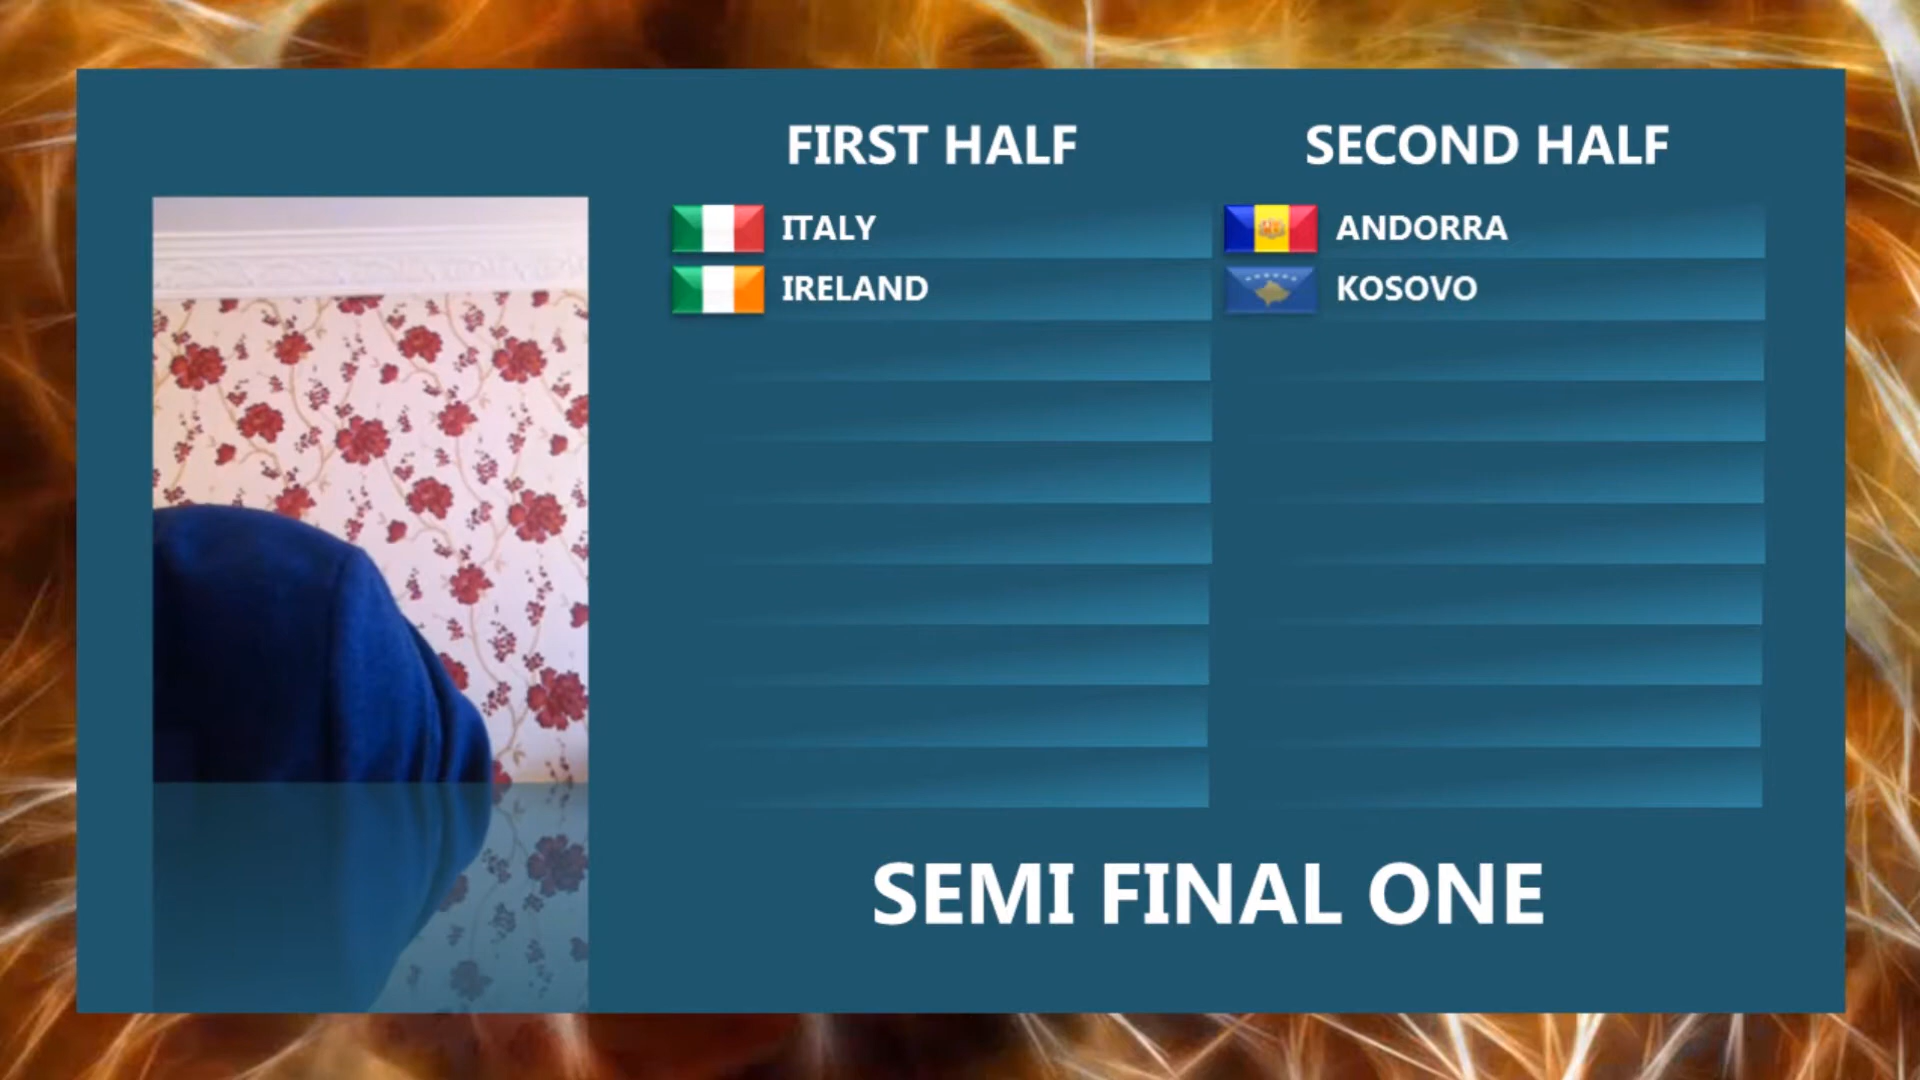 FIRST HALF
SECOND HALF
ITALY
ANDORRA
IRELAND
KOSOVO
SEMI FINAL ONE